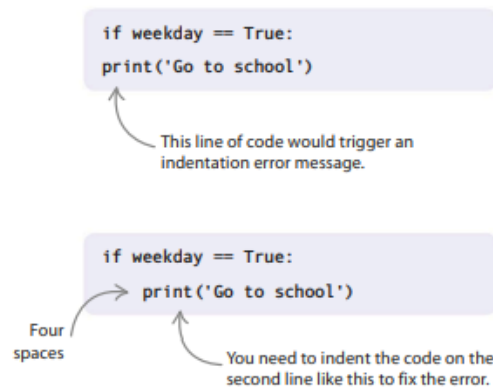 if weekday == True:
print('Go to school')
This line of code would trigger an
indentation error message.
if weekday == True:
    print('Go to school')
Four
spaces
You need to indent the code on the
second line like this to fix the error.